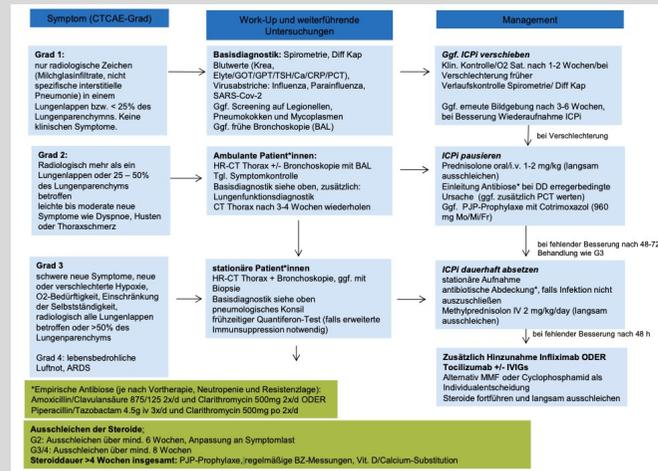 Symptom (CTCAE-Grad)
Work-Up und weiterführende
Untersuchungen
Management
Grad 1:
nur radiologische Zeichen
(Milchglasinfiltrate, nicht
spezifische interstitielle
Pneumonie) in einem
Lungenlappen bzw. < 25% des
Lungenparenchyms. Keine
klinischen Symptome.
Basisdiagnostik: Spirometrie, Diff Kap
Blutwerte (Krea,
Elyte/GOT/GPT/TSH/Ca/CRP/PCT),
Virusabstriche: Influenza, Parainfluenza,
SARS-Cov-2
Ggf. Screening auf Legionellen,
Pneumokokken und Mycoplasmen
Ggf. frühe Bronchoskopie (BAL)
Ggf. ICPi verschieben
Klin. Kontrolle/O2 Sat. nach 1-2 Wochen/bei
Verschlechterung früher
Verlaufskontrolle Spirometrie/ Diff Kap
Ggf. erneute Bildgebung nach 3-6 Wochen,
bei Besserung Wiederaufnahme ICPi
bei Verschlechterung
Grad 2:
Radiologisch mehr als ein
Lungenlappen oder 25 – 50%
des Lungenparenchyms
betroffen
leichte bis moderate neue
Symptome wie Dyspnoe, Husten
oder Thoraxschmerz
Ambulante Patient*innen:
HR-CT Thorax +/- Bronchoskopie mit BAL
Tgl. Symptomkontrolle
Basisdiagnostik siehe oben, zusätzlich:
Lungenfunktionsdiagnostik
CT Thorax nach 3-4 Wochen wiederholen
ICPi pausieren
Prednisolone oral/i.v. 1-2 mg/kg (langsam
ausschleichen)
Einleitung Antibiose* bei DD erregerbedingte
Ursache (ggf. zusätzlich PCT werten)
Ggf. PJP-Prophylaxe mit Cotrimoxazol (960
mg Mo/Mi/Fr)
bei fehlender Besserung nach 48-72
Behandlung wie G3
Grad 3
schwere neue Symptome, neue
oder verschlechterte Hypoxie,
O2-Bedürftigkeit, Einschränkung
der Selbstständigkeit,
radiologisch alle Lungenlappen
betroffen oder >50% des
Lungenparenchyms
Grad 4: lebensbedrohliche
Luftnot, ARDS
stationäre Patient*innen
HR-CT Thorax + Bronchoskopie, ggf. mit
Biopsie
Basisdiagnostik siehe oben
pneumologisches Konsil
frühzeitiger Quantiferon-Test (falls erweiterte
Immunsuppression notwendig)
ICPi dauerhaft absetzen
stationäre Aufnahme
antibiotische Abdeckung*, falls Infektion nicht
auszuschließen
Methylprednisolon IV 2 mg/kg/day (langsam
ausschleichen)
bei fehlender Besserung nach 48 h
Zusätzlich Hinzunahme Infliximab ODER
Tocilizumab +/- IVIGs
Alternativ MMF oder Cyclophosphamid als
Individualentscheidung
Steroide fortführen und langsam ausschleichen
*Empirische Antibiose (je nach Vortherapie, Neutropenie und Resistenzlage):
Amoxicillin/Clavulansäure 875/125 2x/d und Clarithromycin 500mg 2x/d ODER
Piperacillin/Tazobactam 4.5g iv 3x/d und Clarithromycin 500mg po 2x/d
Ausschleichen der Steroide:
G2: Ausschleichen über mind. 6 Wochen, Anpassung an Symptomlast
G3/4: Ausschleichen über mind. 8 Wochen
Steroiddauer >4 Wochen insgesamt: PJP-Prophylaxe, regelmäßige BZ-Messungen, Vit. D/Calcium-Substitution